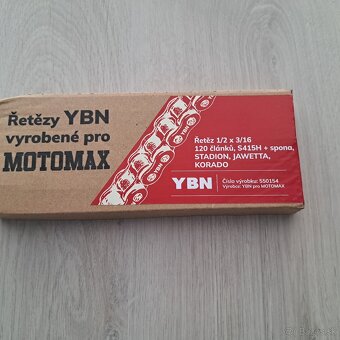 Řetězy YBN
vyrobené pro
MOTOMAX
Řetěz 1/2 x 3/16
120 článků, S415H + spona,
STADION, JAWETTA,
KORADO
YBN
Číslo výrobku: 550154
Výrobce: YBN pro MOTOMAX